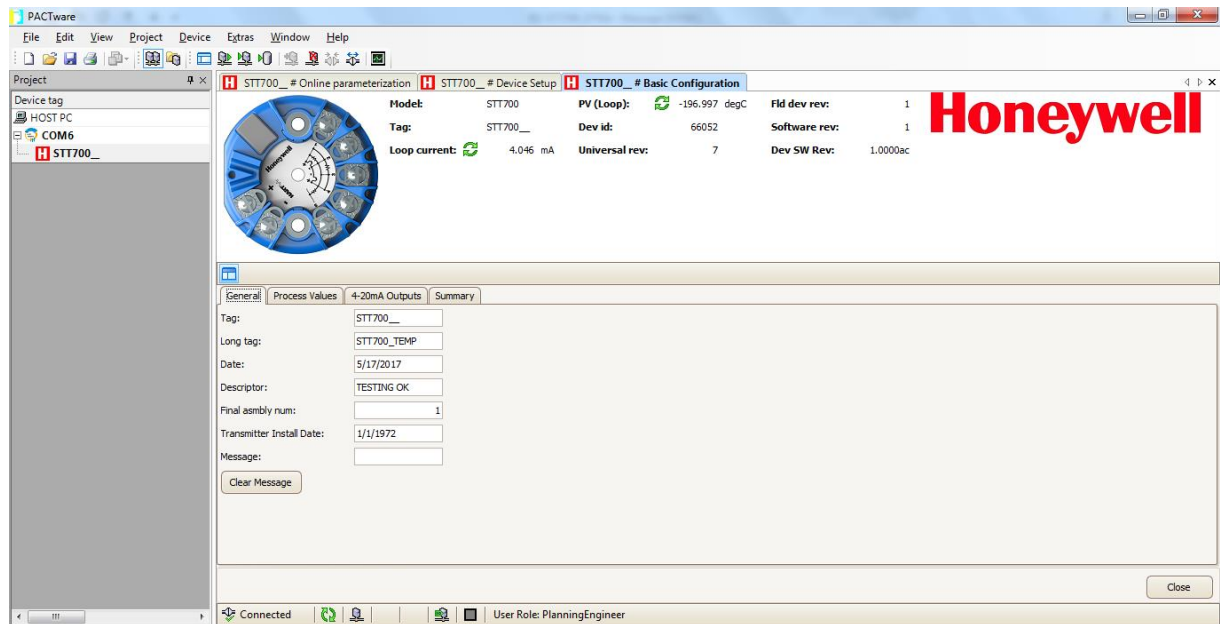 PACTware
File Edit View Project Device Extras Window Help
Project
STT700__ # Online parameterization STT700__ # Device Setup STT700__ # Basic Configuration
Device tag
HOST PC
COM6
STT700_
Honeywell
Model: STT700 PV (Loop): -196.997 degC Fld dev rev: 1
Tag: STT700__ Dev id: 66052 Software rev: 1
Loop current: 4.046 mA Universal rev: 7 Dev SW Rev: 1.0000ac
Honeywell
General Process Values 4-20mA Outputs Summary
Tag: STT700__
Long tag: STT700_TEMP
Date: 5/17/2017
Descriptor: TESTING OK
Final asmbly num: 1
Transmitter Install Date: 1/1/1972
Message:
Clear Message
Close
Connected User Role: PlanningEngineer